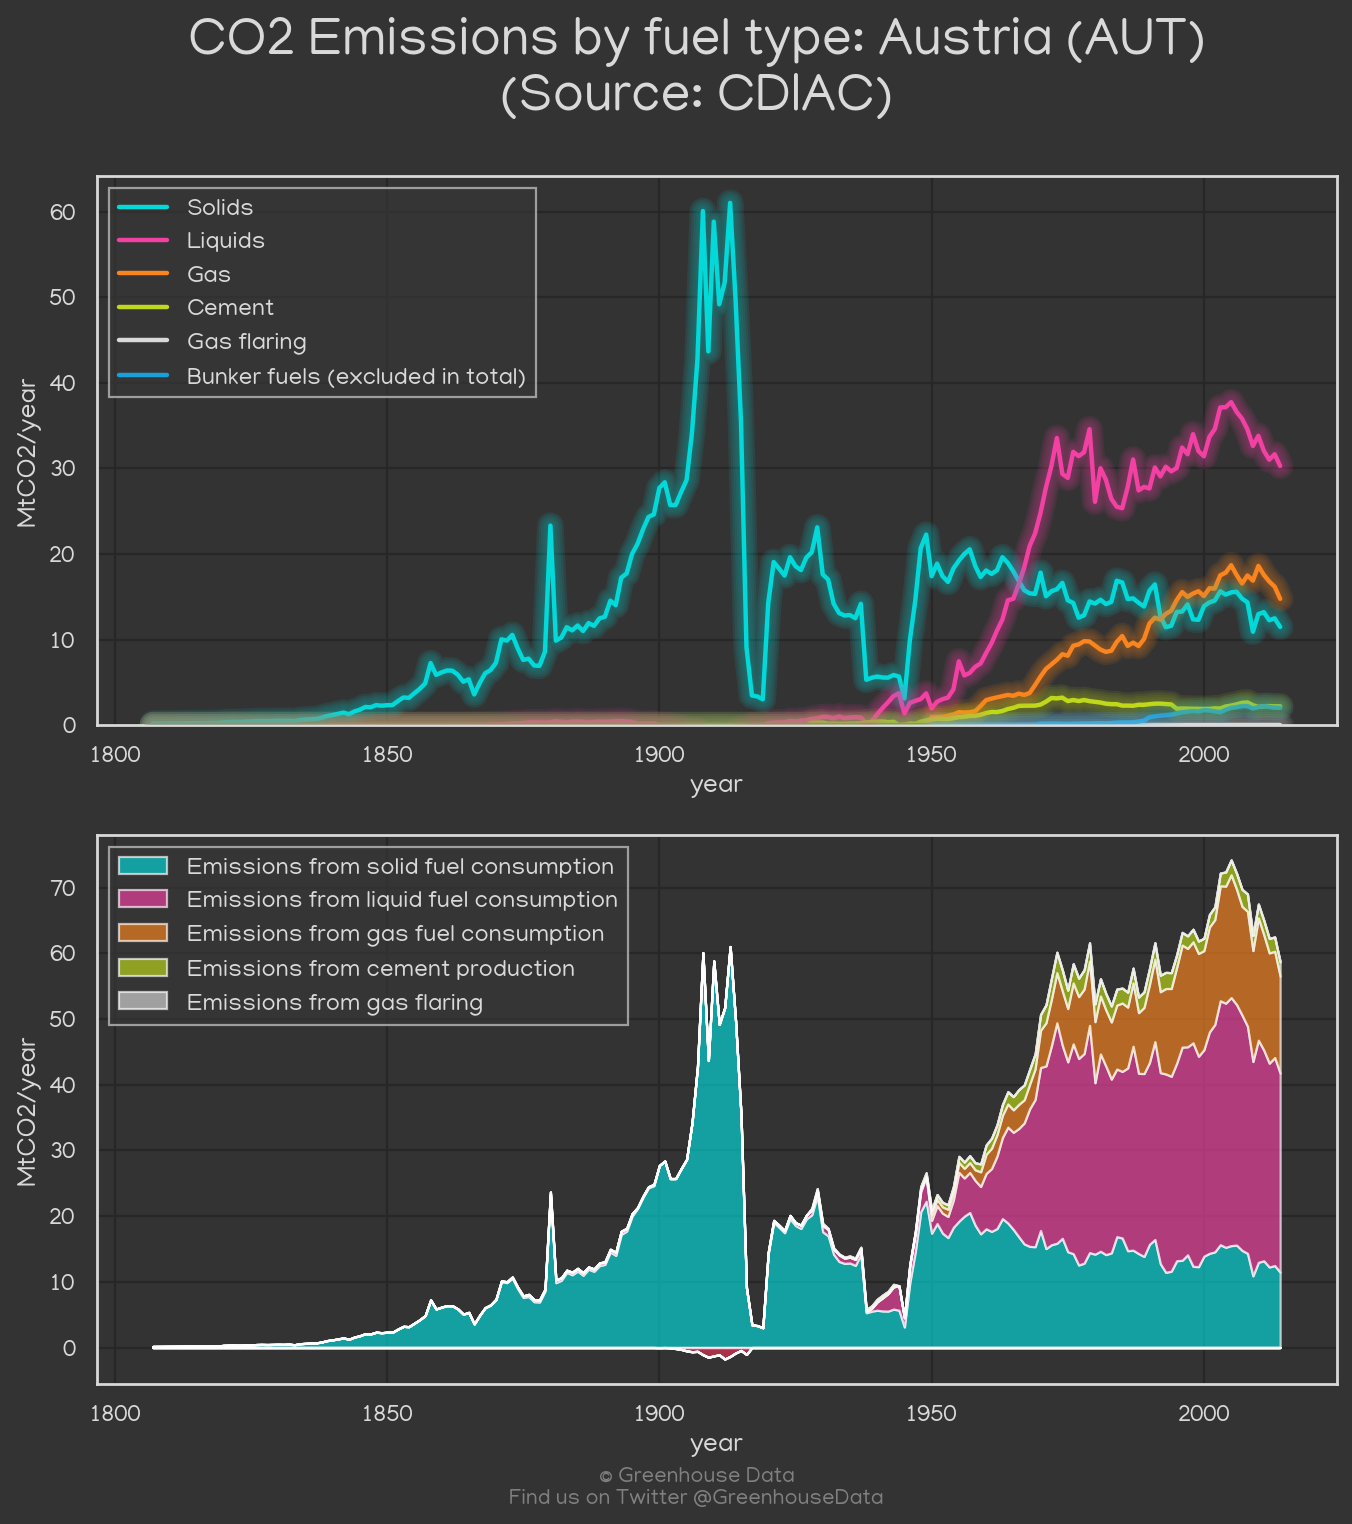 CO2 Emissions by fuel type: Austria (AUT)
(Source: CDIAC)
Solids
Liquids
Gas
Cement
Gas flaring
Bunker fuels (excluded in total)
MtCO2/year
60
50
40
30
20
10
0
1800 1850 1900 1950 2000
year
Emissions from solid fuel consumption
Emissions from liquid fuel consumption
Emissions from gas fuel consumption
Emissions from cement production
Emissions from gas flaring
MtCO2/year
70
60
50
40
30
20
10
0
1800 1850 1900 1950 2000
year
© Greenhouse Data
Find us on Twitter @GreenhouseData